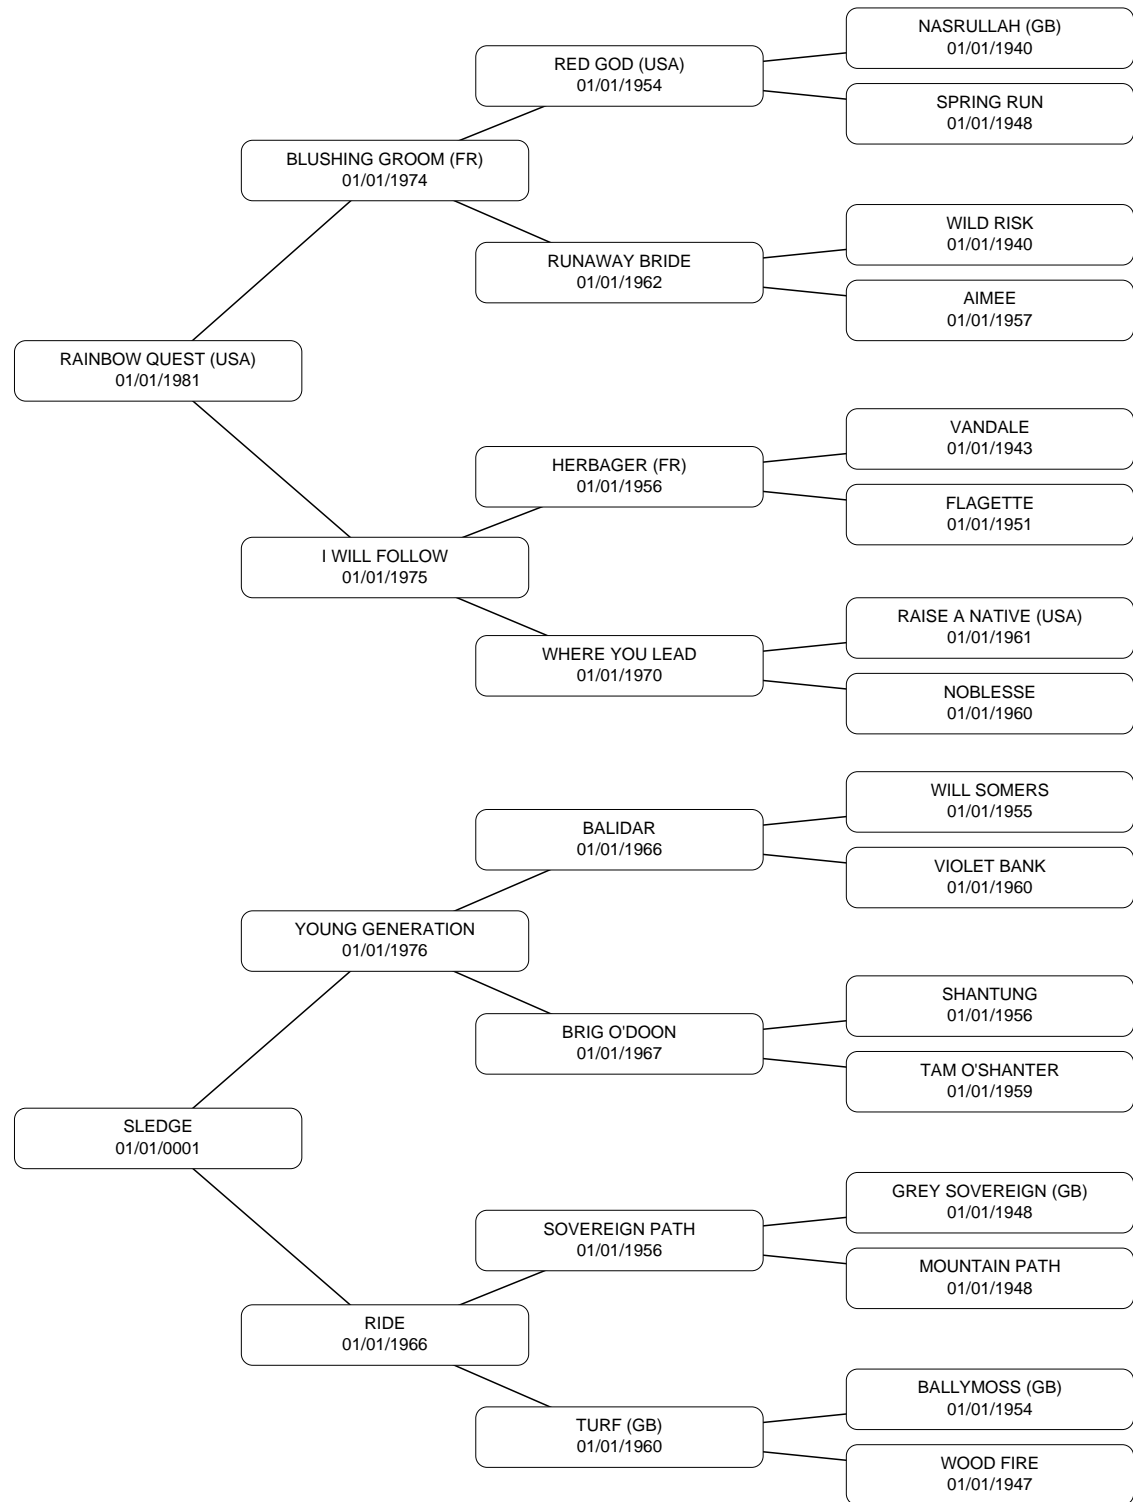 NASRULLAH (GB)
01/01/1940
RED GOD (USA)
01/01/1954
SPRING RUN
01/01/1948
BLUSHING GROOM (FR)
01/01/1974
WILD RISK
01/01/1940
RUNAWAY BRIDE
01/01/1962
AIMEE
01/01/1957
RAINBOW QUEST (USA)
01/01/1981
VANDALE
01/01/1943
HERBAGER (FR)
01/01/1956
FLAGETTE
01/01/1951
I WILL FOLLOW
01/01/1975
RAISE A NATIVE (USA)
01/01/1961
WHERE YOU LEAD
01/01/1970
NOBLESSE
01/01/1960
WILL SOMERS
01/01/1955
BALIDAR
01/01/1966
VIOLET BANK
01/01/1960
YOUNG GENERATION
01/01/1976
SHANTUNG
01/01/1956
BRIG O'DOON
01/01/1967
TAM O'SHANTER
01/01/1959
SLEDGE
01/01/0001
GREY SOVEREIGN (GB)
01/01/1948
SOVEREIGN PATH
01/01/1956
MOUNTAIN PATH
01/01/1948
RIDE
01/01/1966
BALLYMOSS (GB)
01/01/1954
TURF (GB)
01/01/1960
WOOD FIRE
01/01/1947